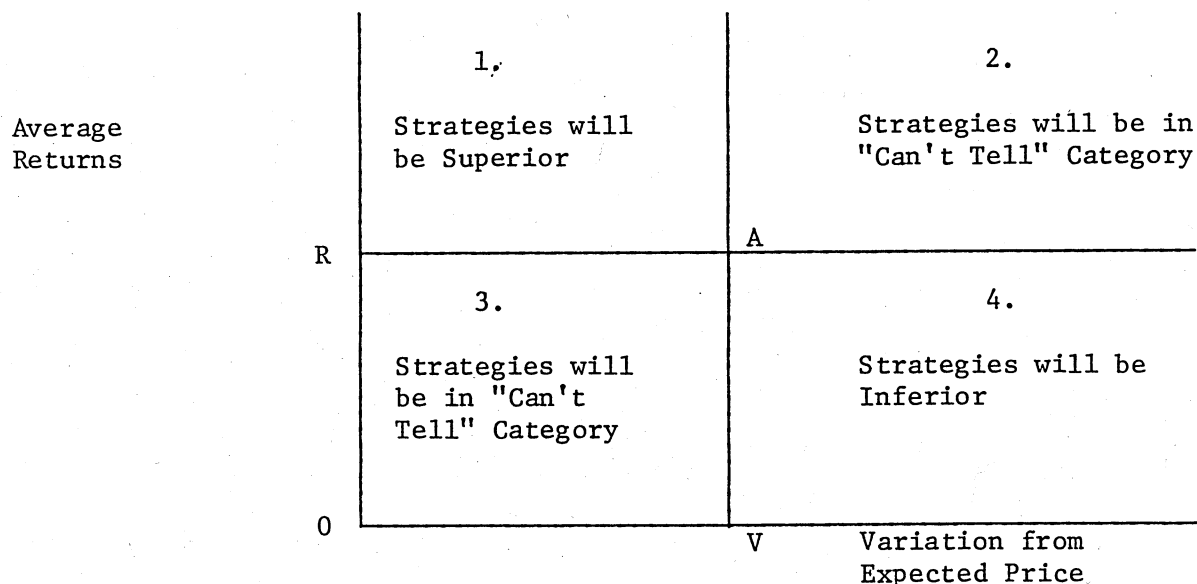 1.
2.
Average
Returns
Strategies will
be Superior
Strategies will be in
"Can't Tell" Category
R
A
3.
4.
Strategies will
be in "Can't
Tell" Category
Strategies will be
Inferior
0
V
Variation from
Expected Price